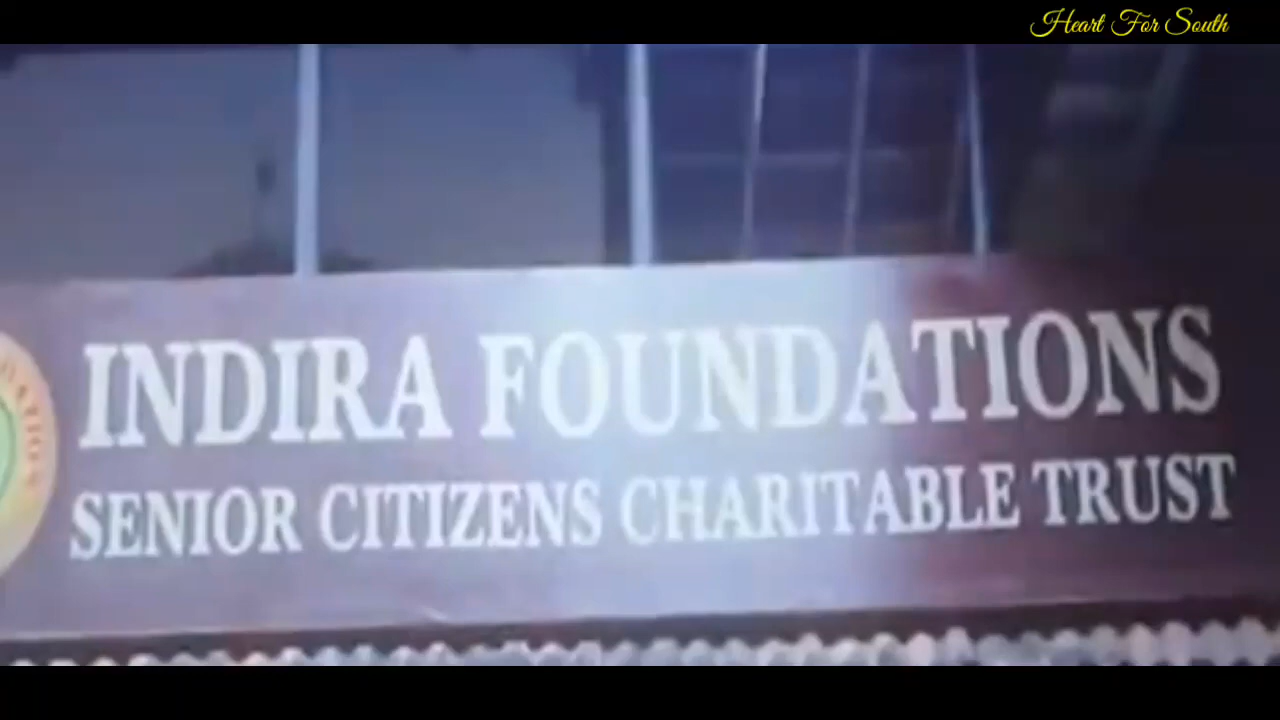 Heart For South
INDIRA FOUNDATIONS
SENIOR CITIZENS CHARITABLE TRUST